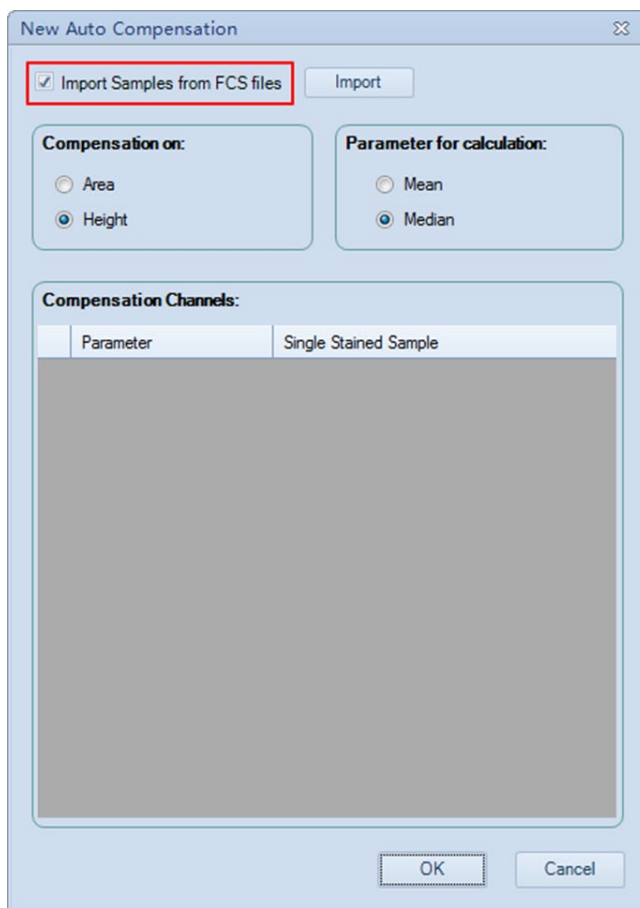 New Auto Compensation
Import Samples from FCS files Import
Compensation on: Parameter for calculation:
Area Mean
Height Median
Compensation Channels:
Parameter Single Stained Sample
OK Cancel